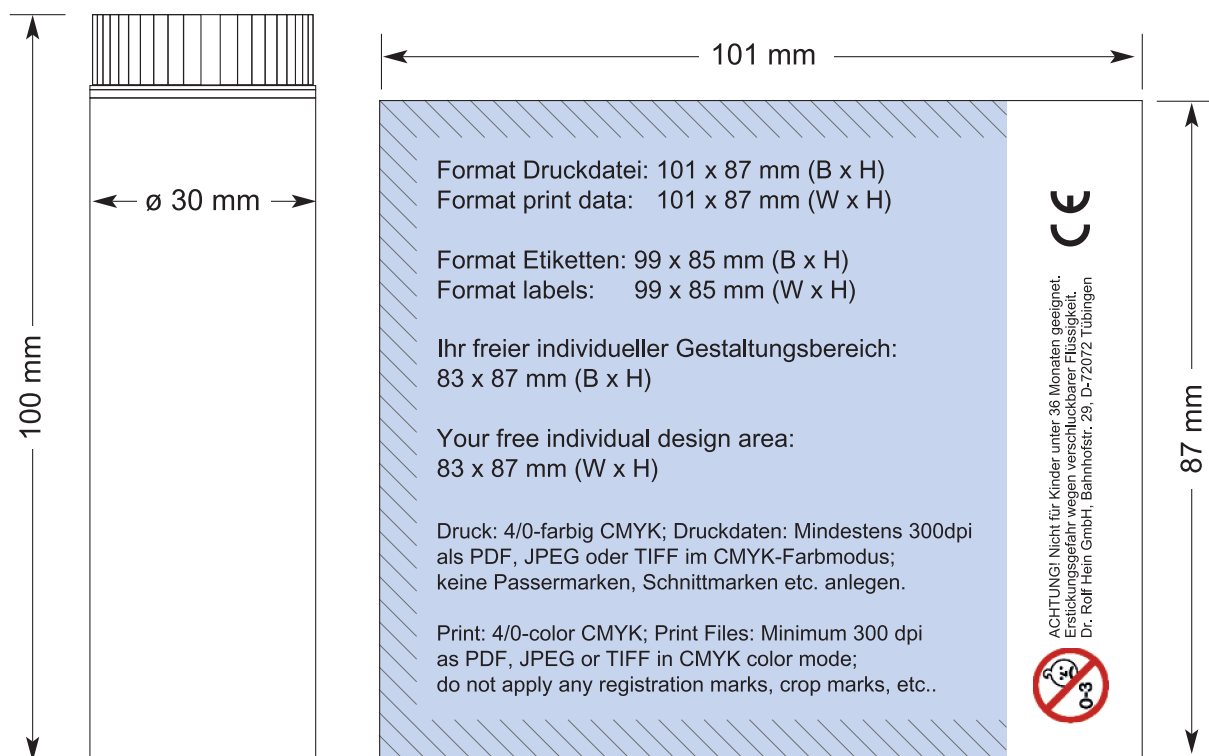 100 mm
ø 30 mm
101 mm
Format Druckdatei: 101 x 87 mm (B x H)
Format print data: 101 x 87 mm (W x H)
Format Etiketten: 99 x 85 mm (B x H)
Format labels: 99 x 85 mm (W x H)
Ihr freier individueller Gestaltungsbereich:
83 x 87 mm (B x H)
Your free individual design area:
83 x 87 mm (W x H)
Druck: 4/0-farbig CMYK; Druckdaten: Mindestens 300dpi
als PDF, JPEG oder TIFF im CMYK-Farbmodus;
keine Passermarken, Schnittmarken etc. anlegen.
Print: 4/0-color CMYK; Print Files: Minimum 300 dpi
as PDF, JPEG or TIFF in CMYK color mode;
do not apply any registration marks, crop marks, etc..
CE
ACHTUNG! Nicht für Kinder unter 36 Monaten geeignet.
Erstickungsgefahr wegen verschluckbarer Flüssigkeit.
Dr. Rolf Hein GmbH, Bahnhofstr. 29, D-72072 Tübingen
0-3
87 mm